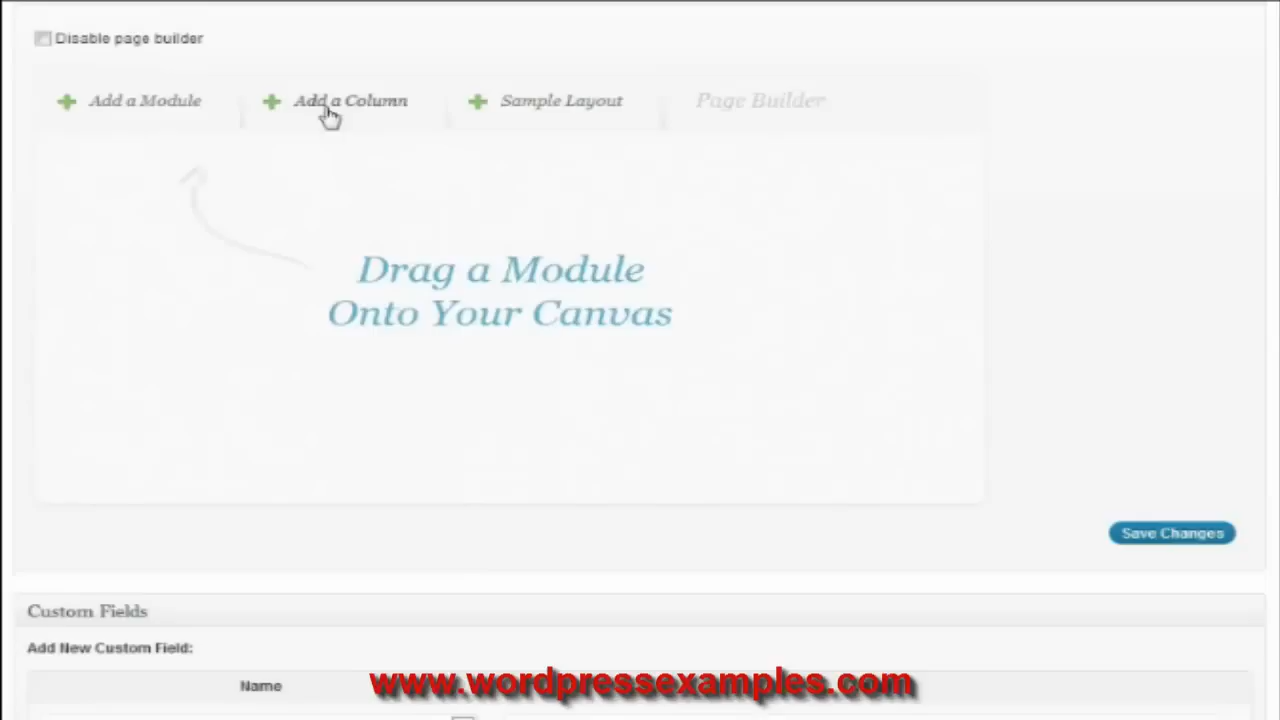 Disable page builder
Add a Module
Add a Column
Sample Layout
Page Builder
Drag a Module
Onto Your Canvas
Save Changes
Custom Fields
Add New Custom Field:
Name
www.wordpressexamples.com